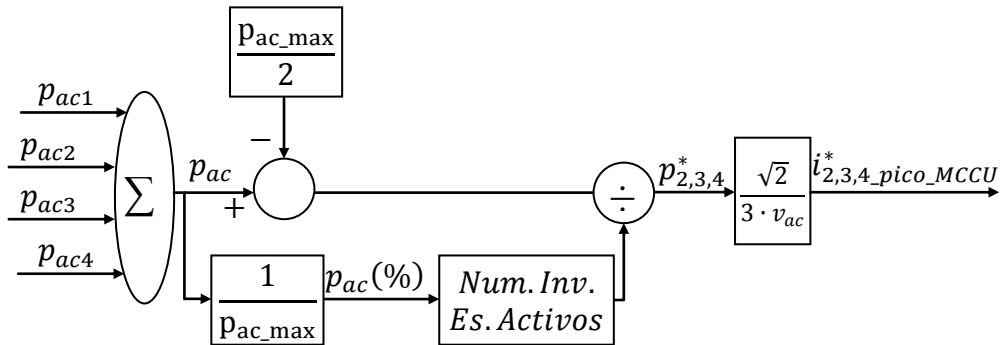 p_ac_max
2
p_ac1
p_ac2
p_ac3
p_ac4
∑
p_ac
−
+
÷
p*_2,3,4
√2
3 · v_ac
i*_2,3,4_pico_MCCU
1
p_ac_max
p_ac(%)
Num. Inv.
Es. Activos